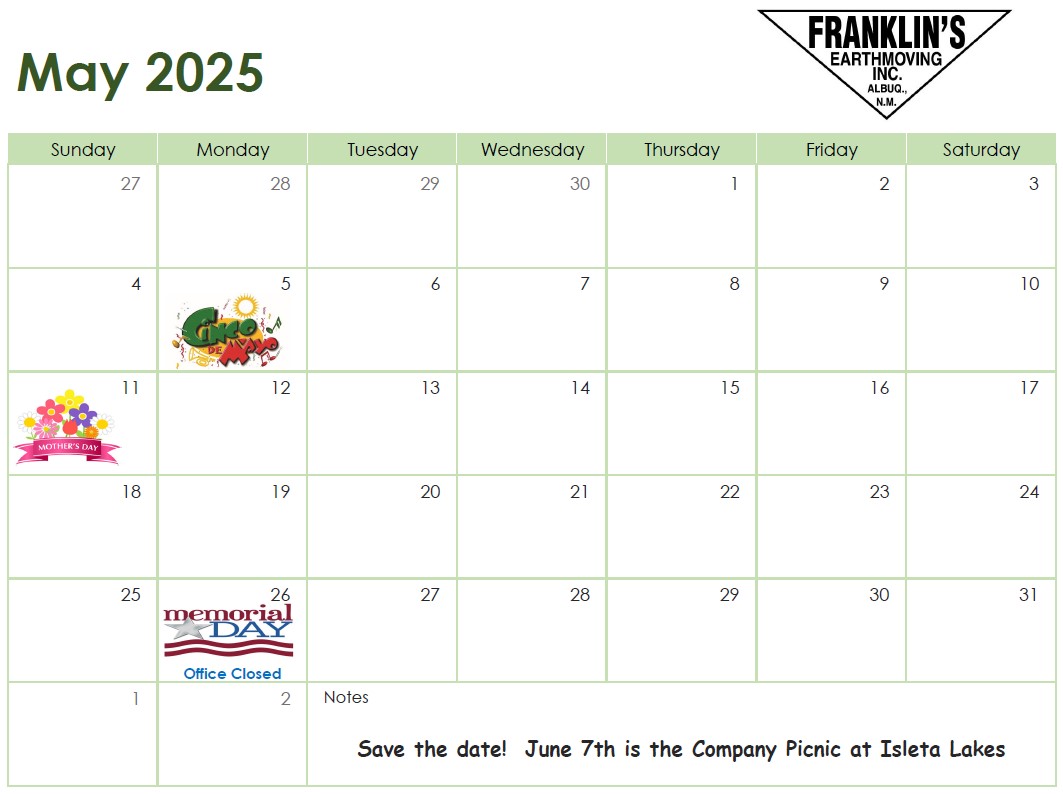 May 2025
FRANKLIN'S
EARTHMOVING
INC.
ALBUQ.,
N.M.
Sunday Monday Tuesday Wednesday Thursday Friday Saturday
27 28 29 30 1 2 3
4 5 6 7 8 9 10
CINCO
DE MAYO
11 12 13 14 15 16 17
MOTHER'S DAY
18 19 20 21 22 23 24
25 26 27 28 29 30 31
memorial
DAY
Office Closed
1 2 Notes
Save the date! June 7th is the Company Picnic at Isleta Lakes